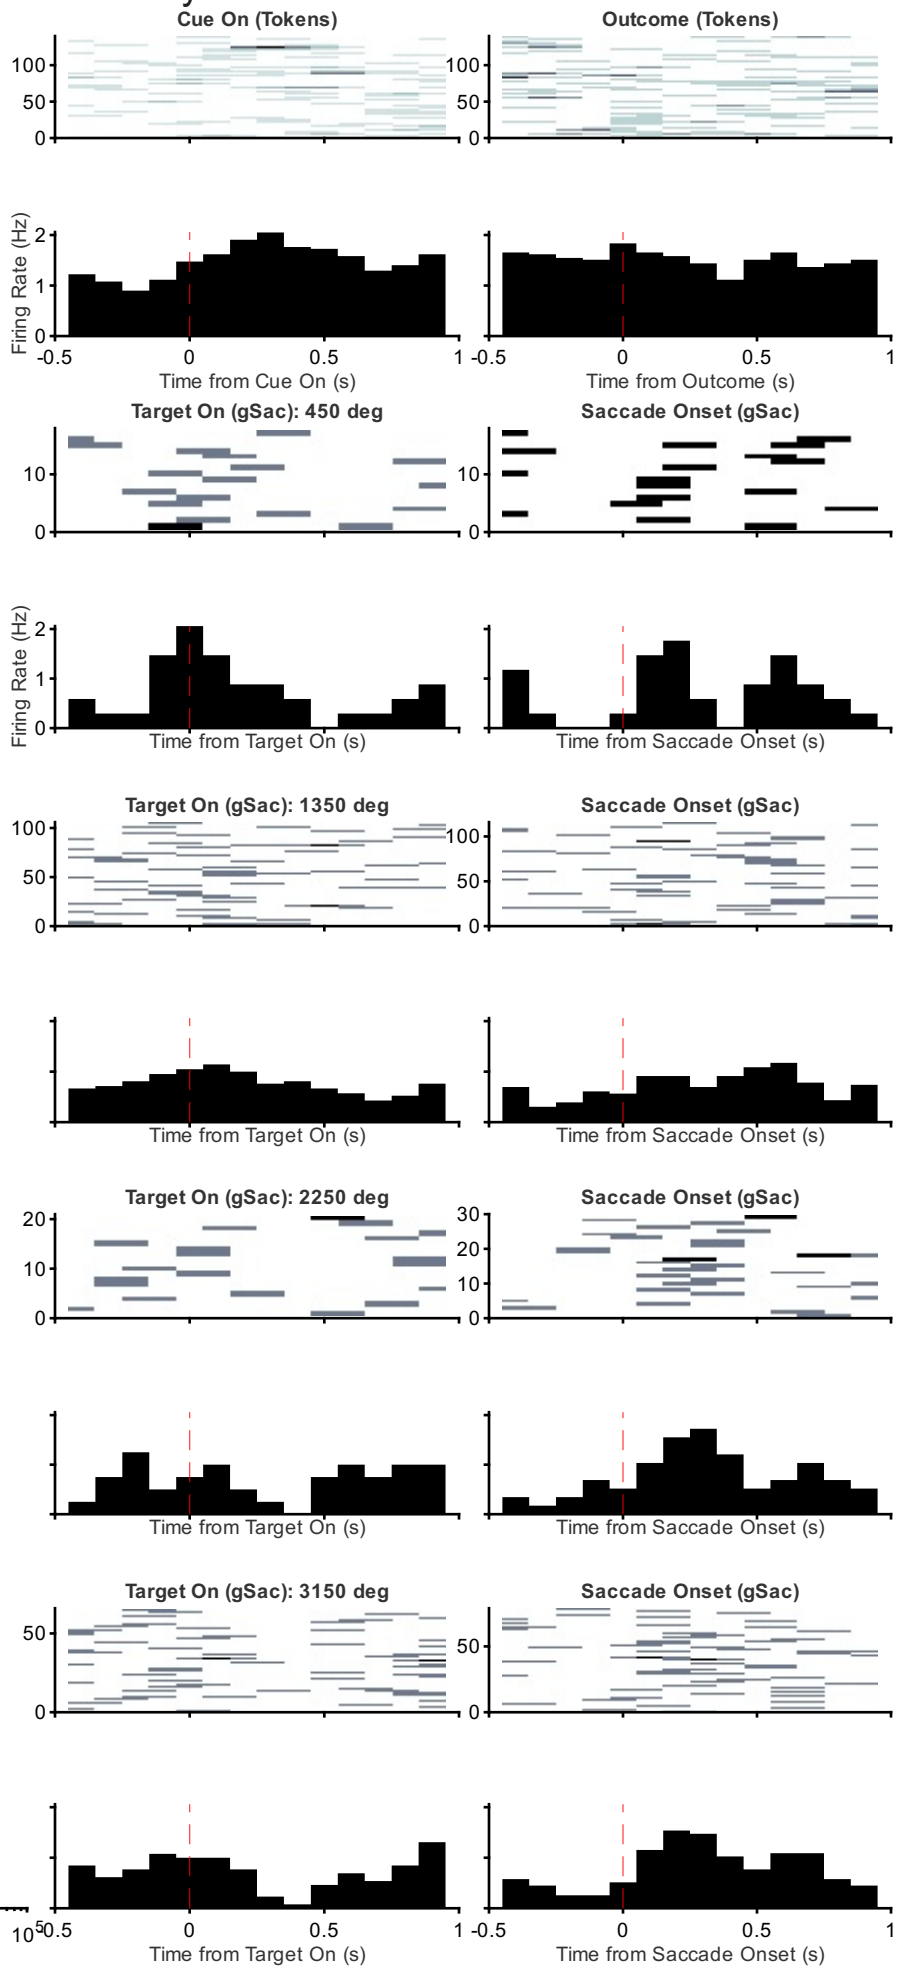 y
Cue On (Tokens)
Outcome (Tokens)
100
50
0
100
50
0
Firing Rate (Hz)
2
1
0
-0.5
0
0.5
1
-0.5
0
0.5
1
Time from Cue On (s)
Time from Outcome (s)
Target On (gSac): 450 deg
Saccade Onset (gSac)
10
0
10
0
Firing Rate (Hz)
2
1
0
Time from Target On (s)
Time from Saccade Onset (s)
Target On (gSac): 1350 deg
Saccade Onset (gSac)
100
50
0
100
50
0
Time from Target On (s)
Time from Saccade Onset (s)
Target On (gSac): 2250 deg
Saccade Onset (gSac)
20
10
0
30
20
10
0
Time from Target On (s)
Time from Saccade Onset (s)
Target On (gSac): 3150 deg
Saccade Onset (gSac)
50
0
50
0
10^5
-0.5
0
0.5
1
-0.5
0
0.5
1
Time from Target On (s)
Time from Saccade Onset (s)